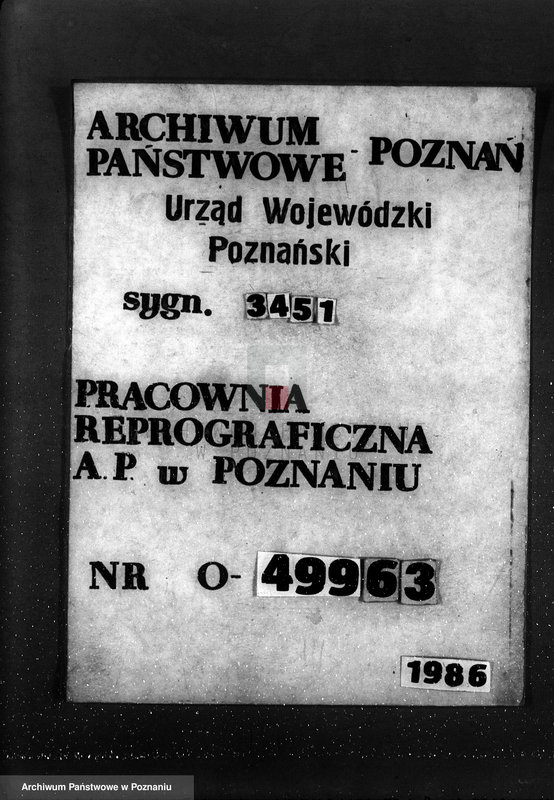 ARCHIWUM
PAŃSTWOWE - POZNAŃ
Urząd Wojewódzki
Poznański
sygn. 3451
PRACOWNIA
REPROGRAFICZNA
A.P. w POZNANIU
NR O-49963
1986
Archiwum Państwowe w Poznaniu